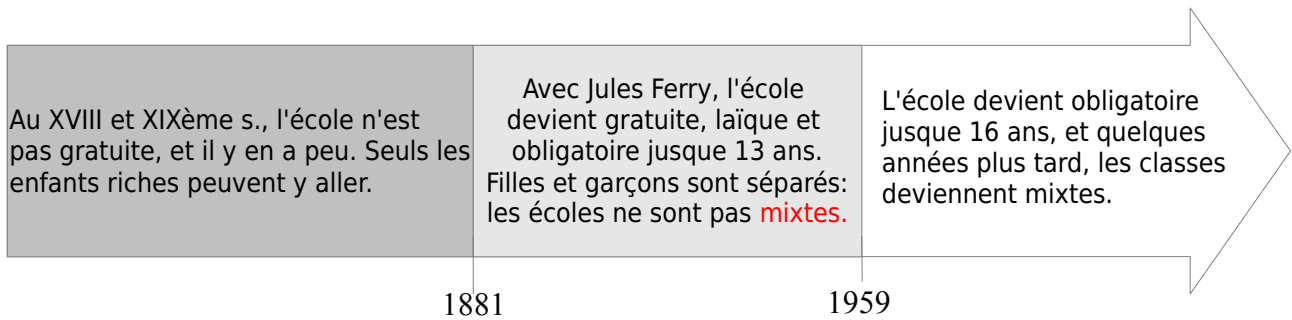 Au XVIII et XIXème s., l'école n'est
pas gratuite, et il y en a peu. Seuls les
enfants riches peuvent y aller.
Avec Jules Ferry, l'école
devient gratuite, laïque et
obligatoire jusque 13 ans.
Filles et garçons sont séparés:
les écoles ne sont pas mixtes.
L'école devient obligatoire
jusque 16 ans, et quelques
années plus tard, les classes
deviennent mixtes.
1881
1959